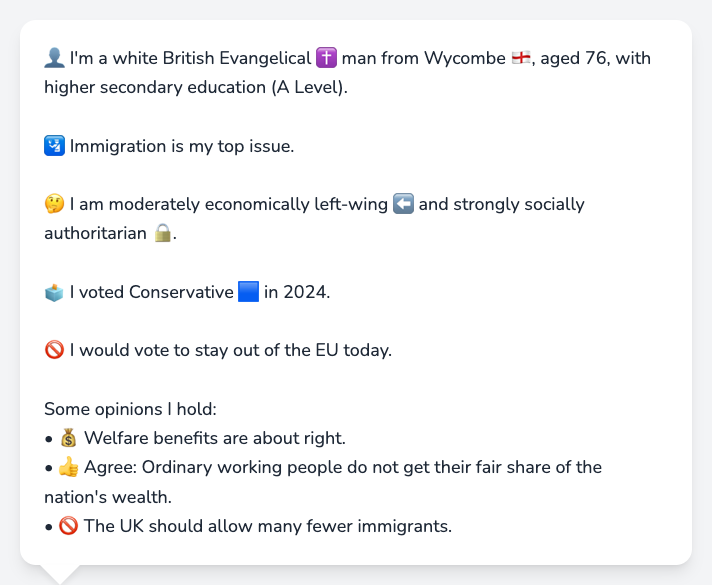 👤 I'm a white British Evangelical ✝️ man from Wycombe 🏴󠁧󠁢󠁥󠁮󠁧󠁿, aged 76, with
higher secondary education (A Level).
🛂 Immigration is my top issue.
🤔 I am moderately economically left-wing ⬅️ and strongly socially
authoritarian 🔒.
🗳️ I voted Conservative 🟦 in 2024.
🚫 I would vote to stay out of the EU today.
Some opinions I hold:
• 💰 Welfare benefits are about right.
• 👍 Agree: Ordinary working people do not get their fair share of the
nation's wealth.
• 🚫 The UK should allow many fewer immigrants.